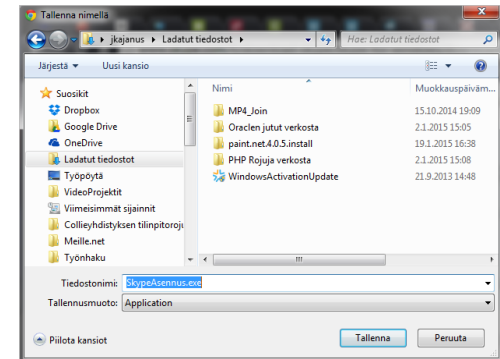 Tallenna nimellä
jkajanus ▸ Ladatut tiedostot ▸
Hae: Ladatut tiedostot
Järjestä ▾ Uusi kansio
Nimi Muokkauspäiväm...
Suosikit
Dropbox
Google Drive
OneDrive
Ladatut tiedostot
Työpöytä
VideoProjektit
Viimeisimmät sijainnit
Collieyhdistyksen tilinpitoroju
Meille.net
Työnhaku
MP4_Join 15.10.2014 19:09
Oraclen jutut verkosta 2.1.2015 15:05
paint.net.4.0.5.install 19.1.2015 16:38
PHP Rojuja verkosta 2.1.2015 15:08
WindowsActivationUpdate 21.9.2013 14:48
Tiedostonimi: SkypeAsennus.exe
Tallennusmuoto: Application
Piilota kansiot
Tallenna Peruuta